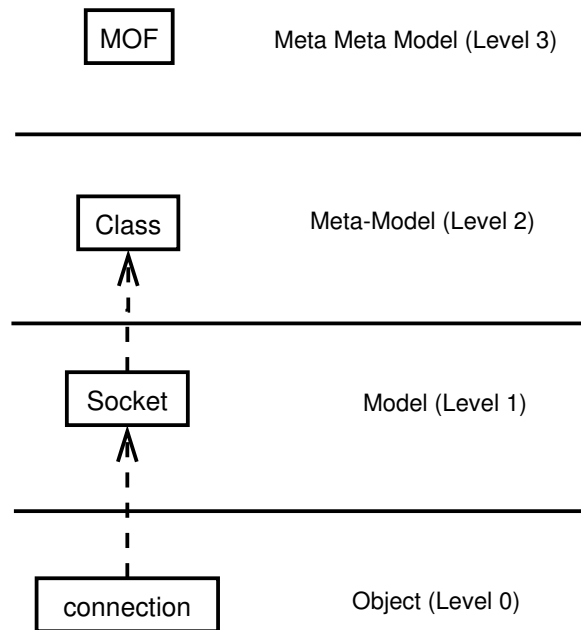 MOF
Meta Meta Model (Level 3)
Class
Meta-Model (Level 2)
Socket
Model (Level 1)
connection
Object (Level 0)